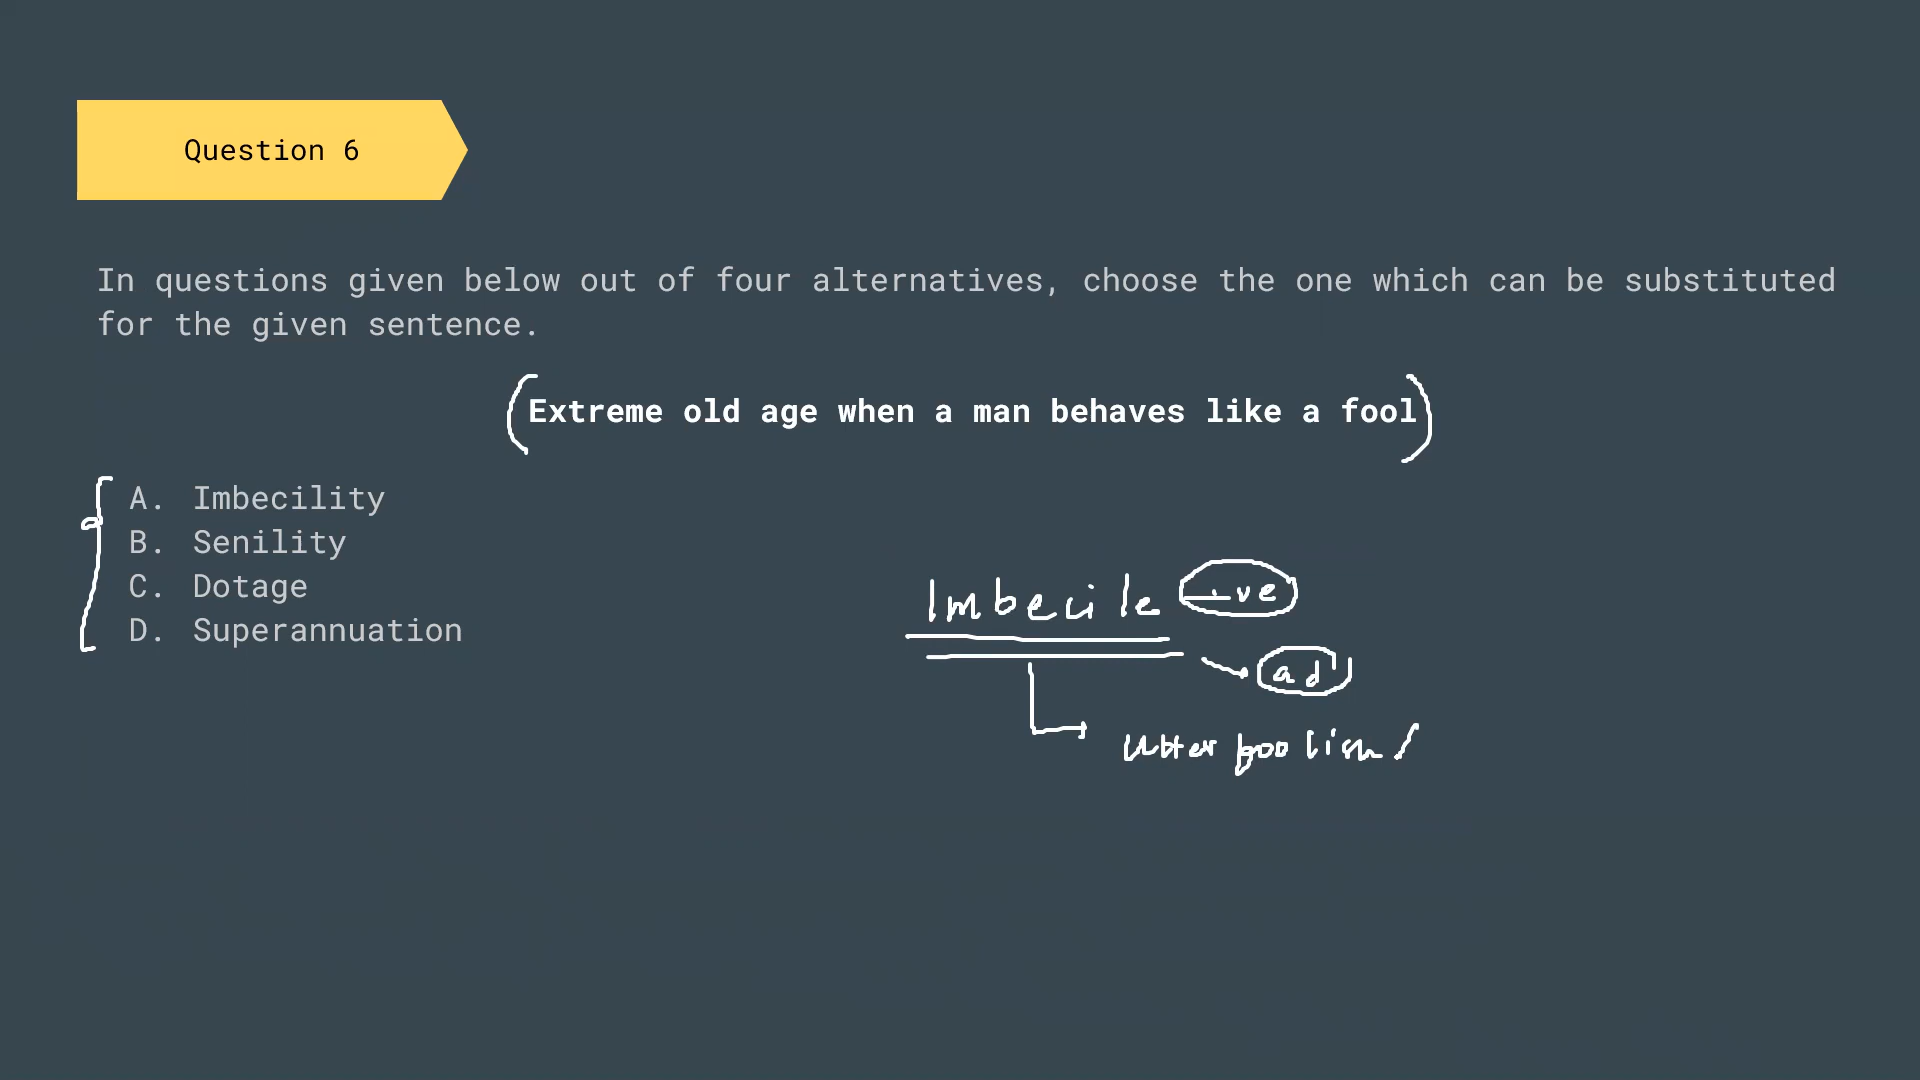 Question 6
In questions given below out of four alternatives, choose the one which can be substituted
for the given sentence.
(Extreme old age when a man behaves like a fool)
A. Imbecility
B. Senility
C. Dotage
D. Superannuation
Imbecile -ve
adj
utter foolish /